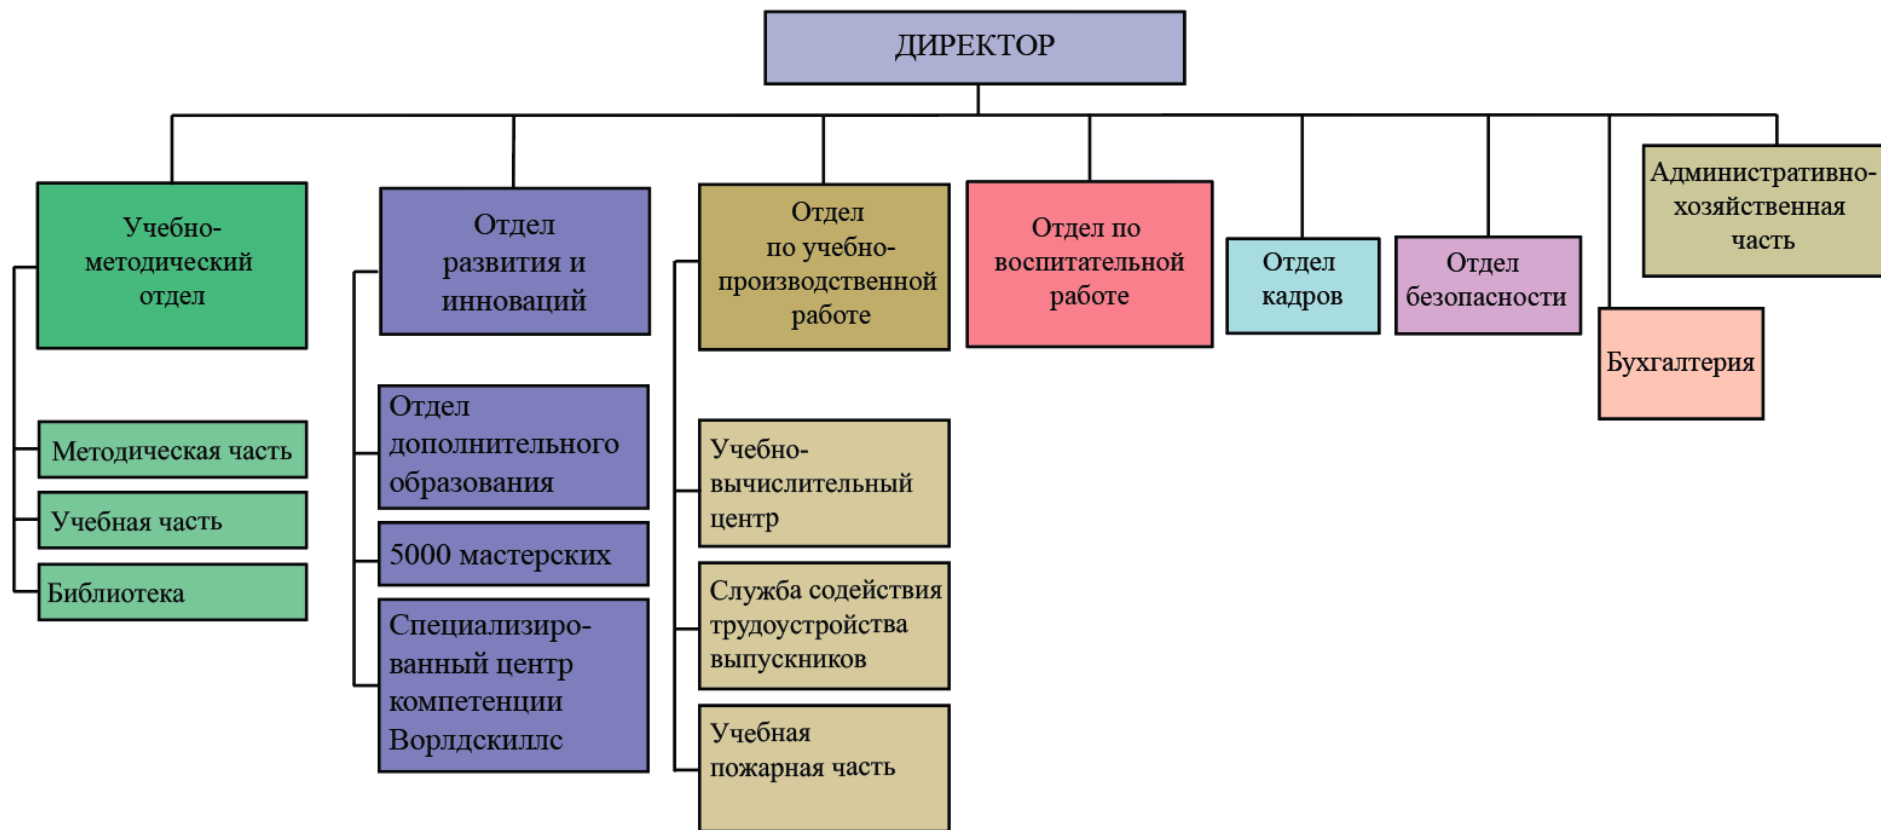 ДИРЕКТОР
Учебно-
методический
отдел
Методическая часть
Учебная часть
Библиотека
Отдел
развития и
инноваций
Отдел
дополнительного
образования
5000 мастерских
Специализиро-
ванный центр
компетенции
Ворлдскиллс
Отдел
по учебно-
производственной
работе
Учебно-
вычислительный
центр
Служба содействия
трудоустройства
выпускников
Учебная
пожарная часть
Отдел по
воспитательной
работе
Отдел
кадров
Отдел
безопасности
Бухгалтерия
Административно-
хозяйственная
часть